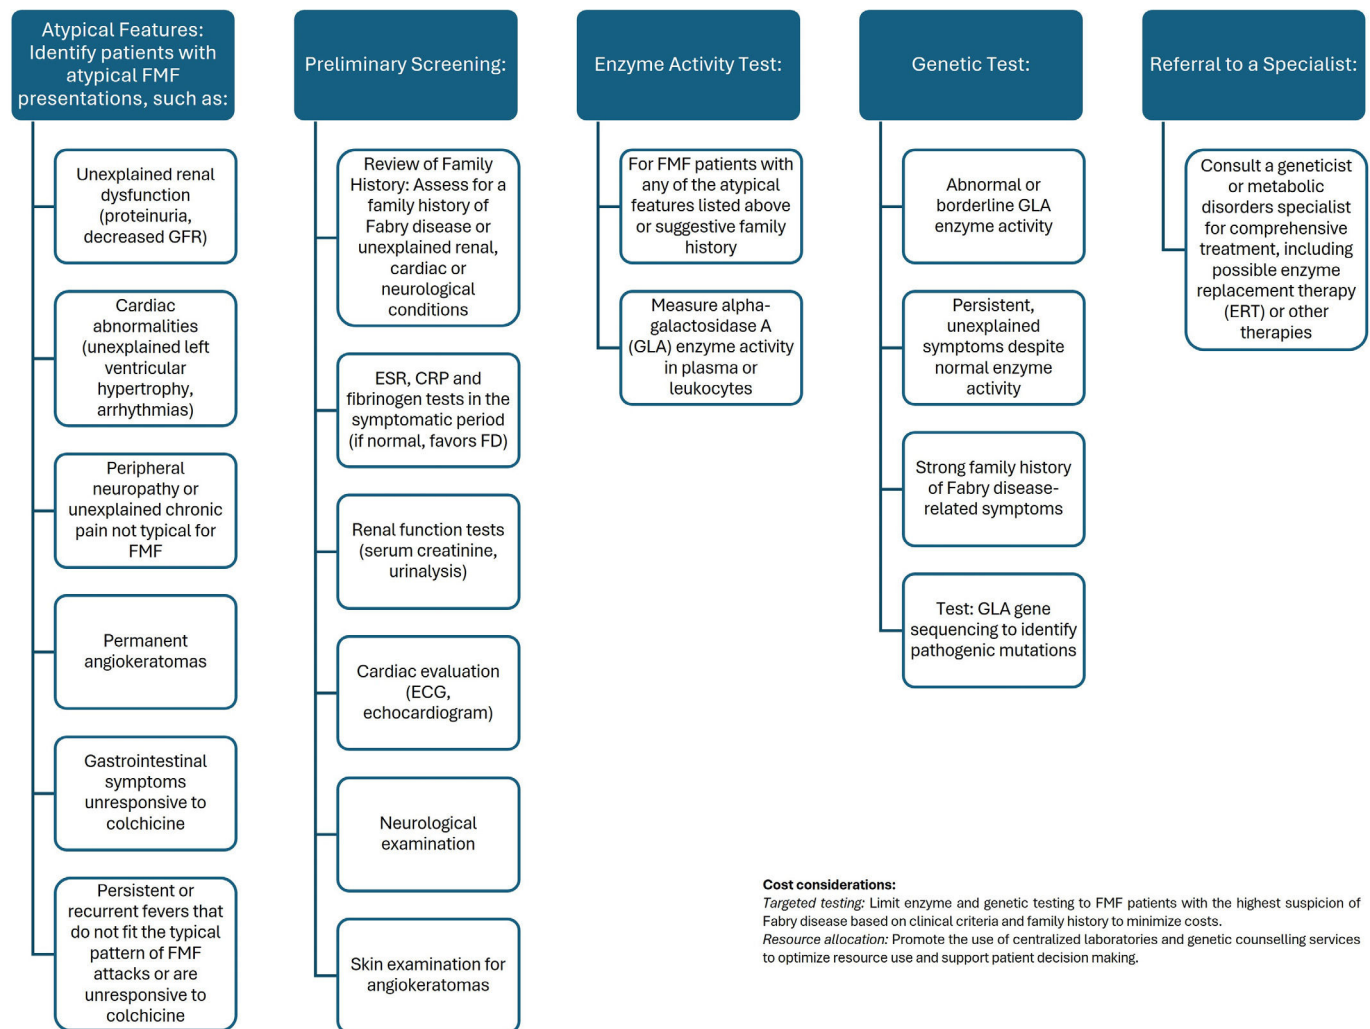 Atypical Features:
Identify patients with
atypical FMF
presentations, such as:
Unexplained renal
dysfunction
(proteinuria,
decreased GFR)
Cardiac
abnormalities
(unexplained left
ventricular
hypertrophy,
arrhythmias)
Peripheral
neuropathy or
unexplained chronic
pain not typical for
FMF
Permanent
angiokeratomas
Gastrointestinal
symptoms
unresponsive to
colchicine
Persistent or
recurrent fevers that
do not fit the typical
pattern of FMF
attacks or are
unresponsive to
colchicine
Preliminary Screening:
Review of Family
History: Assess for a
family history of
Fabry disease or
unexplained renal,
cardiac or
neurological
conditions
ESR, CRP and
fibrinogen tests in the
symptomatic period
(if normal, favors FD)
Renal function tests
(serum creatinine,
urinalysis)
Cardiac evaluation
(ECG,
echocardiogram)
Neurological
examination
Skin examination for
angiokeratomas
Enzyme Activity Test:
For FMF patients with
any of the atypical
features listed above
or suggestive family
history
Measure alpha-
galactosidase A
(GLA) enzyme activity
in plasma or
leukocytes
Genetic Test:
Abnormal or
borderline GLA
enzyme activity
Persistent,
unexplained
symptoms despite
normal enzyme
activity
Strong family history
of Fabry disease-
related symptoms
Test: GLA gene
sequencing to identify
pathogenic mutations
Referral to a Specialist:
Consult a geneticist
or metabolic
disorders specialist
for comprehensive
treatment, including
possible enzyme
replacement therapy
(ERT) or other
therapies
Cost considerations:
Targeted testing: Limit enzyme and genetic testing to FMF patients with the highest suspicion of
Fabry disease based on clinical criteria and family history to minimize costs.
Resource allocation: Promote the use of centralized laboratories and genetic counselling services
to optimize resource use and support patient decision making.